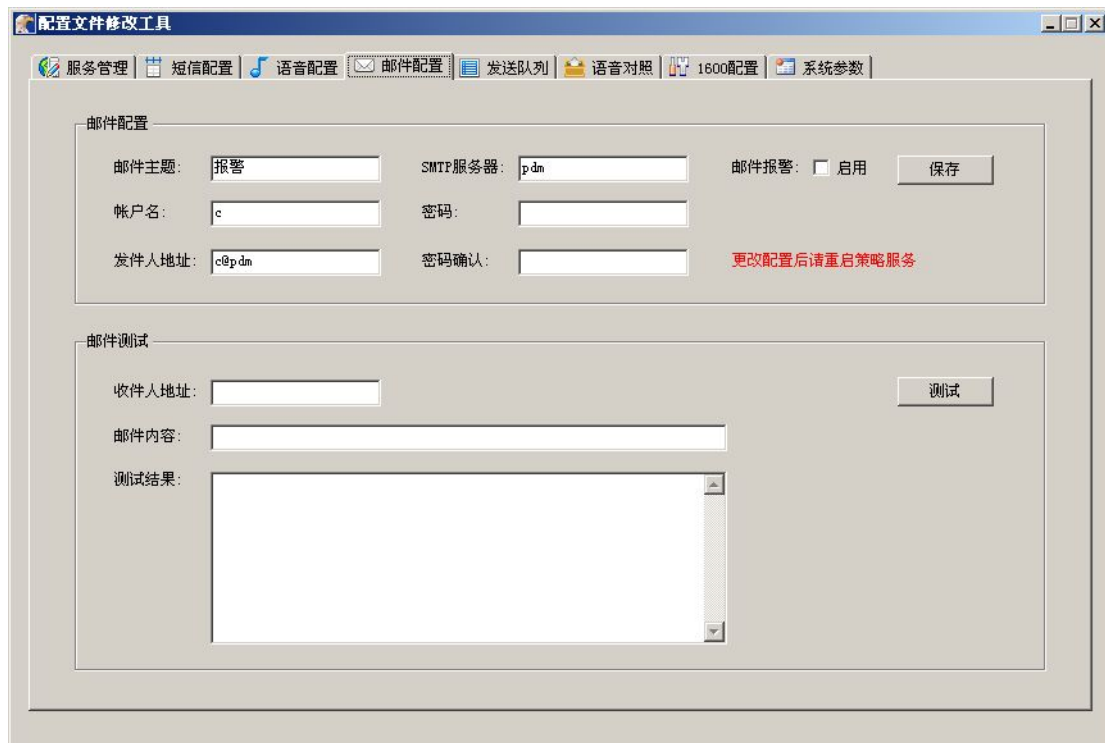 配置文件修改工具
服务管理 短信配置 语音配置 邮件配置 发送队列 语音对照 1600配置 系统参数
邮件配置
邮件主题: 报警 SMTP服务器: pdm 邮件报警: 启用 保存
帐户名: c 密码:
发件人地址: c@pdm 密码确认: 更改配置后请重启策略服务
邮件测试
收件人地址: 测试
邮件内容:
测试结果: